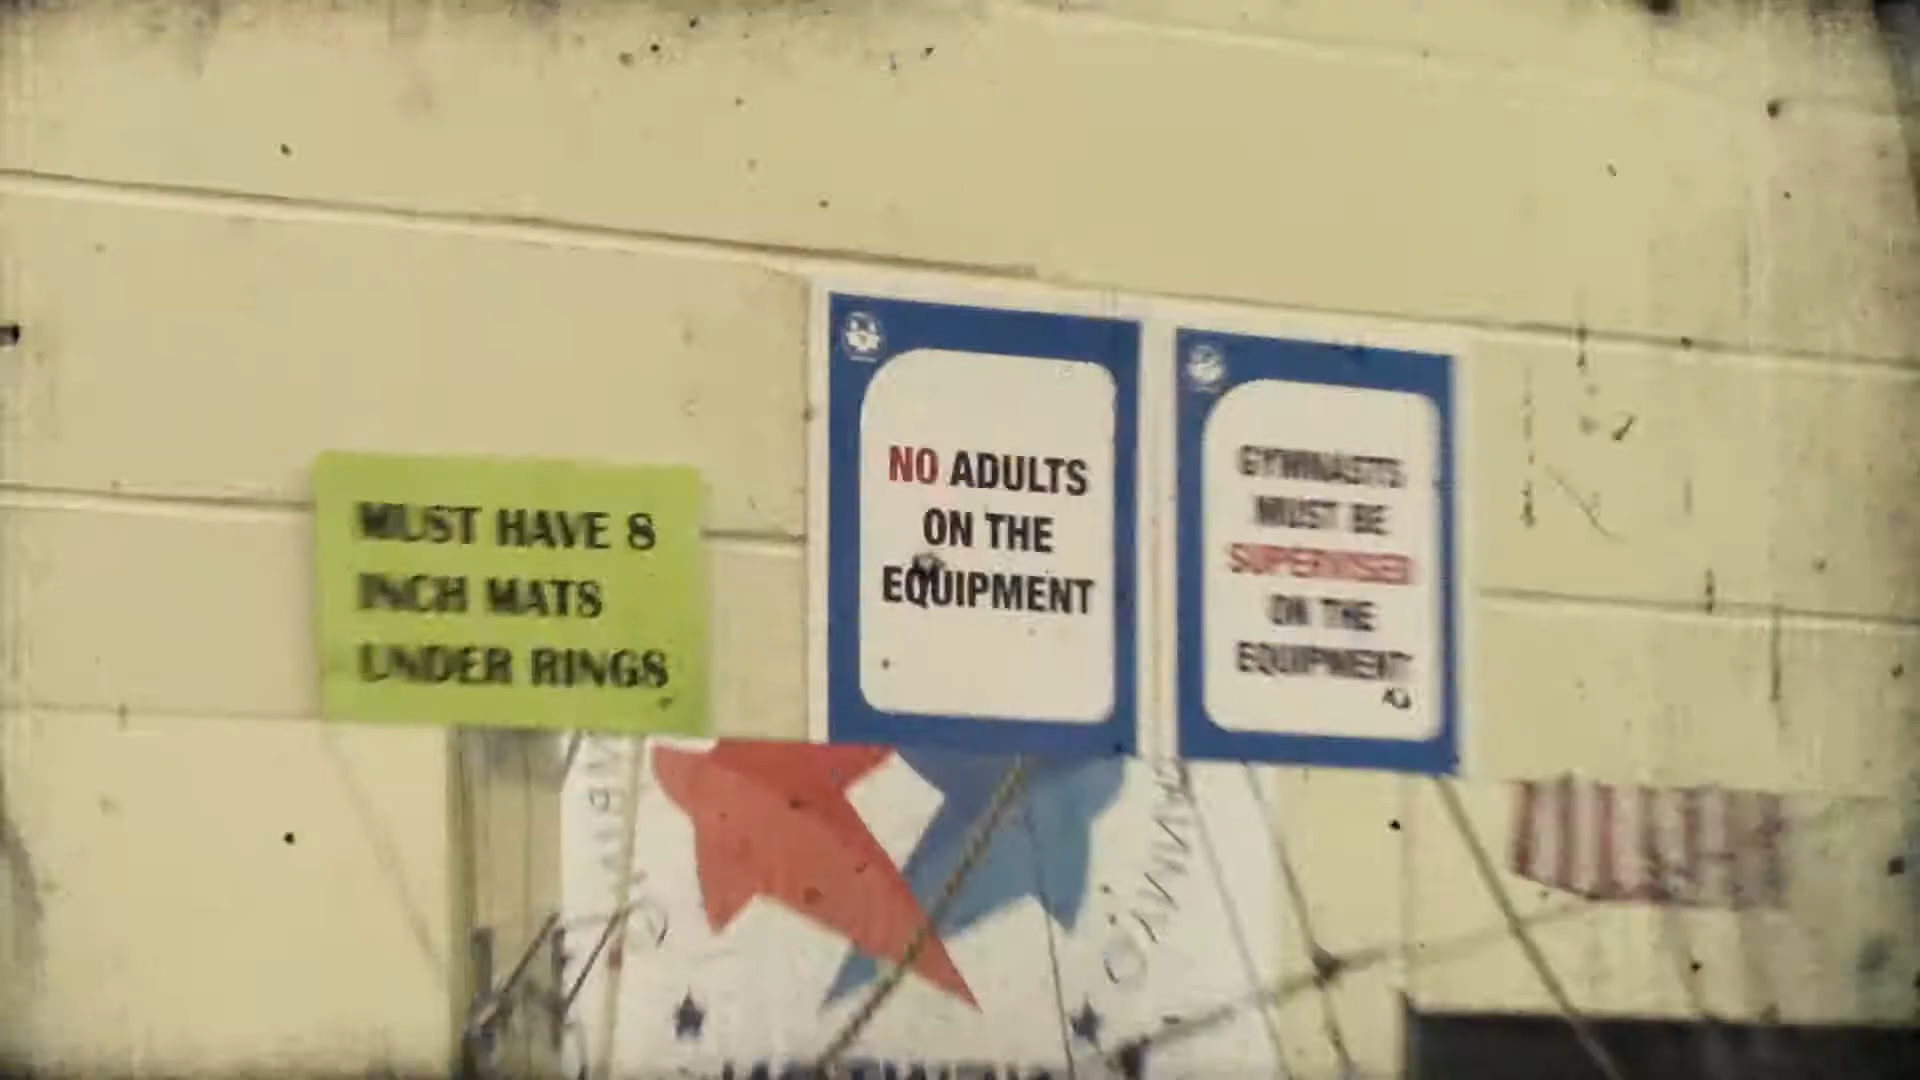 MUST HAVE 8
INCH MATS
UNDER RINGS
NO ADULTS
ON THE
EQUIPMENT
GYMNASTS
MUST BE
SUPERVISED
ON THE
EQUIPMENT